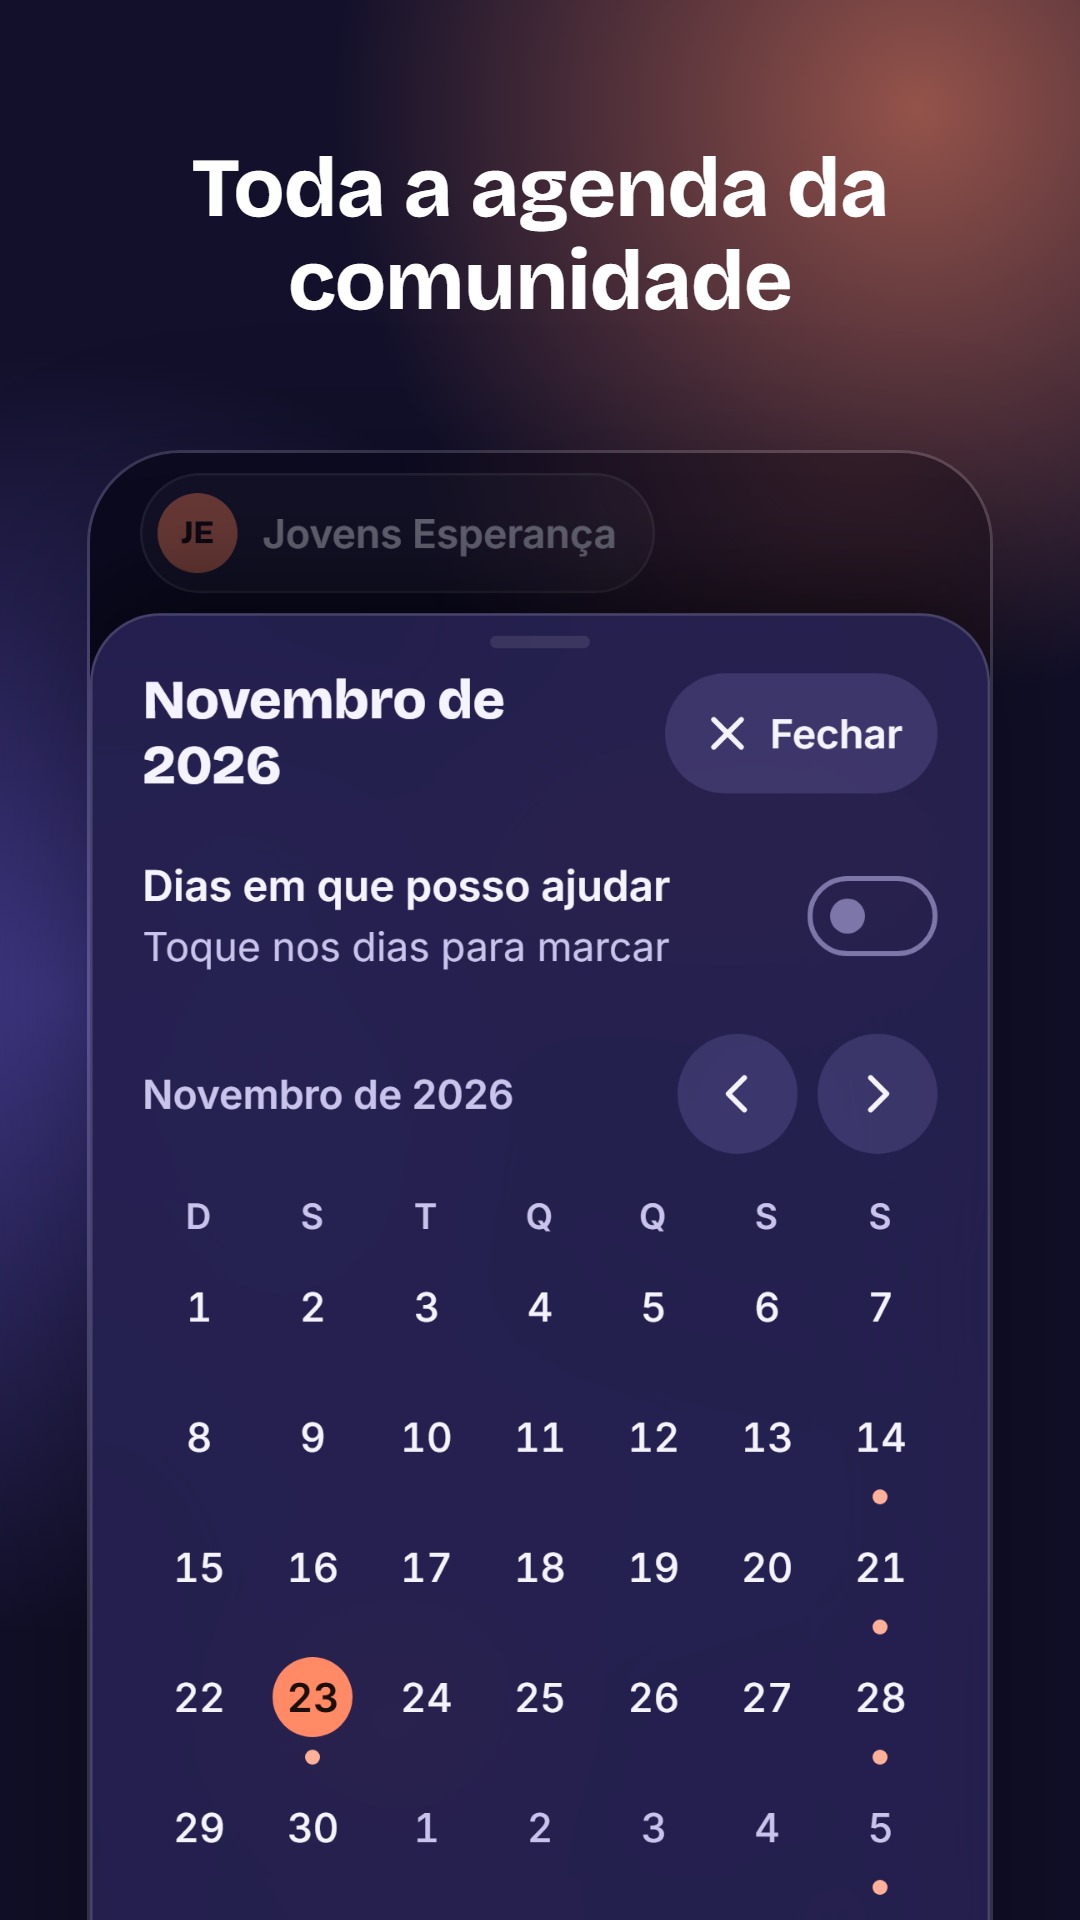 Toda a agenda da
comunidade
JE Jovens Esperança
Novembro de
2026
Fechar
Dias em que posso ajudar
Toque nos dias para marcar
Novembro de 2026
D S T Q Q S S
1 2 3 4 5 6 7
8 9 10 11 12 13 14
15 16 17 18 19 20 21
22 23 24 25 26 27 28
29 30 1 2 3 4 5